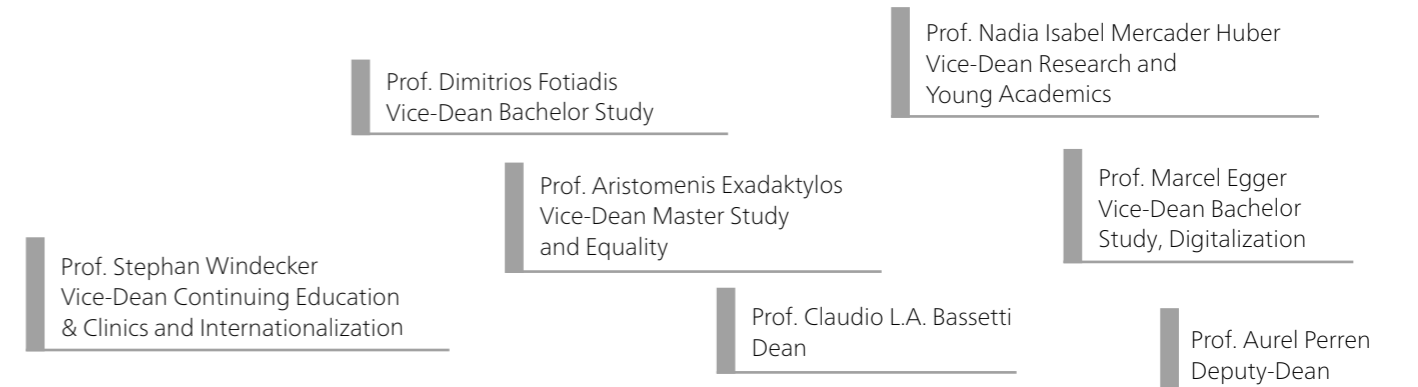 Prof. Nadia Isabel Mercader Huber
Vice-Dean Research and
Young Academics
Prof. Dimitrios Fotiadis
Vice-Dean Bachelor Study
Prof. Aristomenis Exadaktylos
Vice-Dean Master Study
and Equality
Prof. Marcel Egger
Vice-Dean Bachelor
Study, Digitalization
Prof. Stephan Windecker
Vice-Dean Continuing Education
& Clinics and Internationalization
Prof. Claudio L.A. Bassetti
Dean
Prof. Aurel Perren
Deputy-Dean